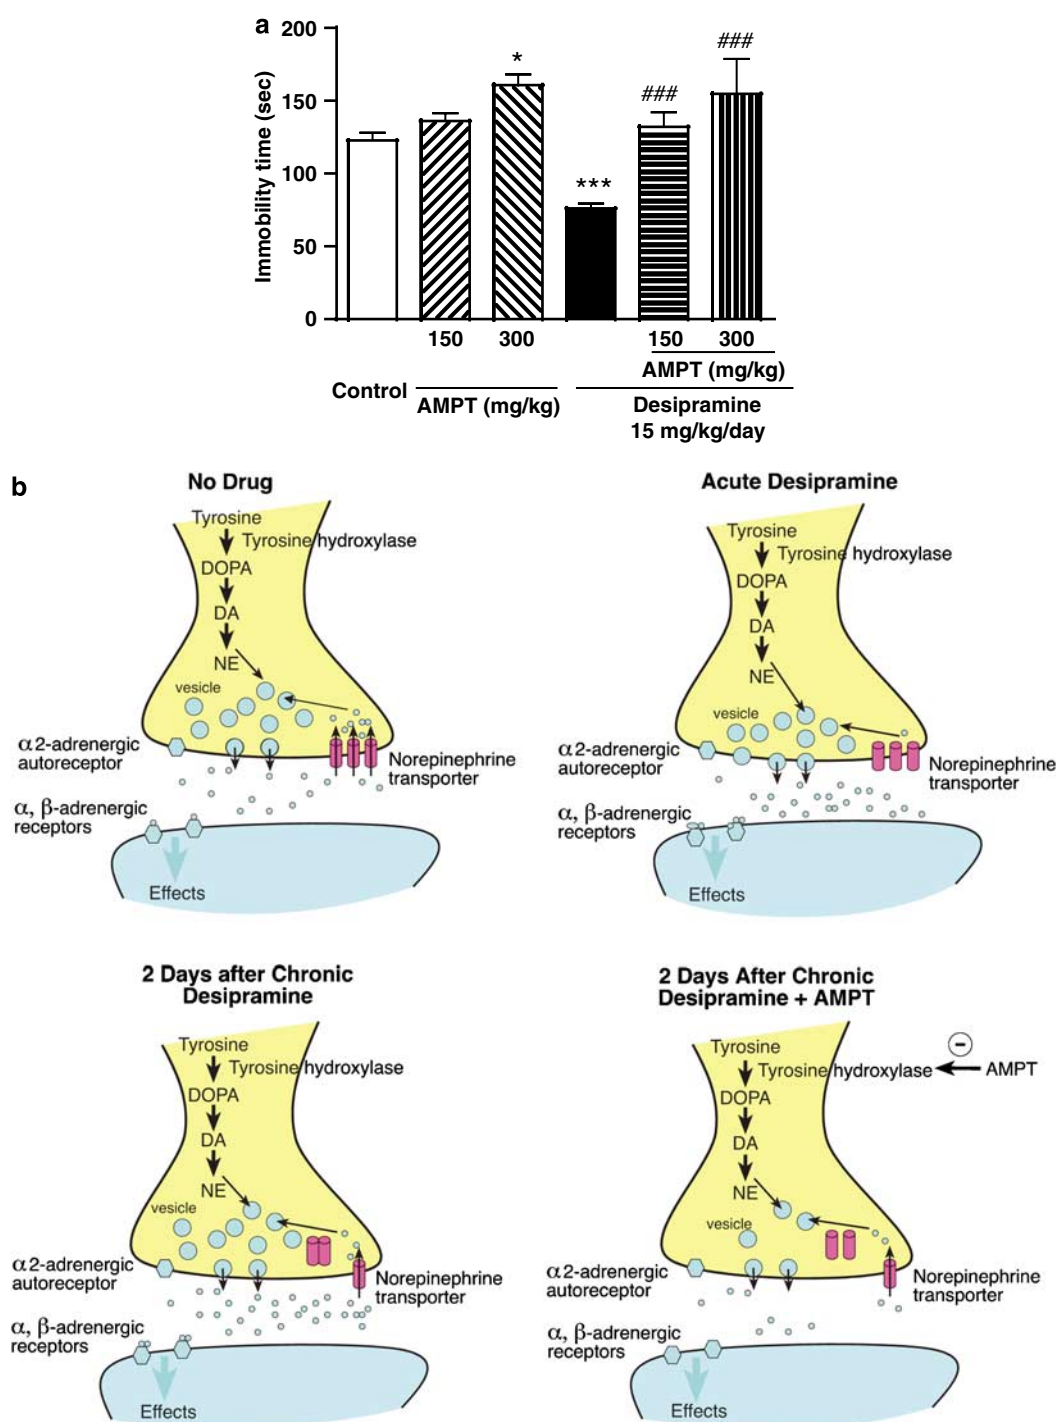 a
200
150
100
50
0
Immobility time (sec)
*
***
###
###
150 300 150 300
AMPT (mg/kg)
Control
AMPT (mg/kg)
Desipramine
15 mg/kg/day
b
No Drug
Tyrosine
Tyrosine hydroxylase
DOPA
DA
NE
vesicle
α2-adrenergic
autoreceptor
Norepinephrine
transporter
α, β-adrenergic
receptors
Effects
Acute Desipramine
Tyrosine
Tyrosine hydroxylase
DOPA
DA
NE
vesicle
α2-adrenergic
autoreceptor
Norepinephrine
transporter
α, β-adrenergic
receptors
Effects
2 Days after Chronic
Desipramine
Tyrosine
Tyrosine hydroxylase
DOPA
DA
NE
vesicle
α2-adrenergic
autoreceptor
Norepinephrine
transporter
α, β-adrenergic
receptors
Effects
2 Days After Chronic
Desipramine + AMPT
Tyrosine
−
Tyrosine hydroxylase
AMPT
DOPA
DA
NE
vesicle
α2-adrenergic
autoreceptor
Norepinephrine
transporter
α, β-adrenergic
receptors
Effects